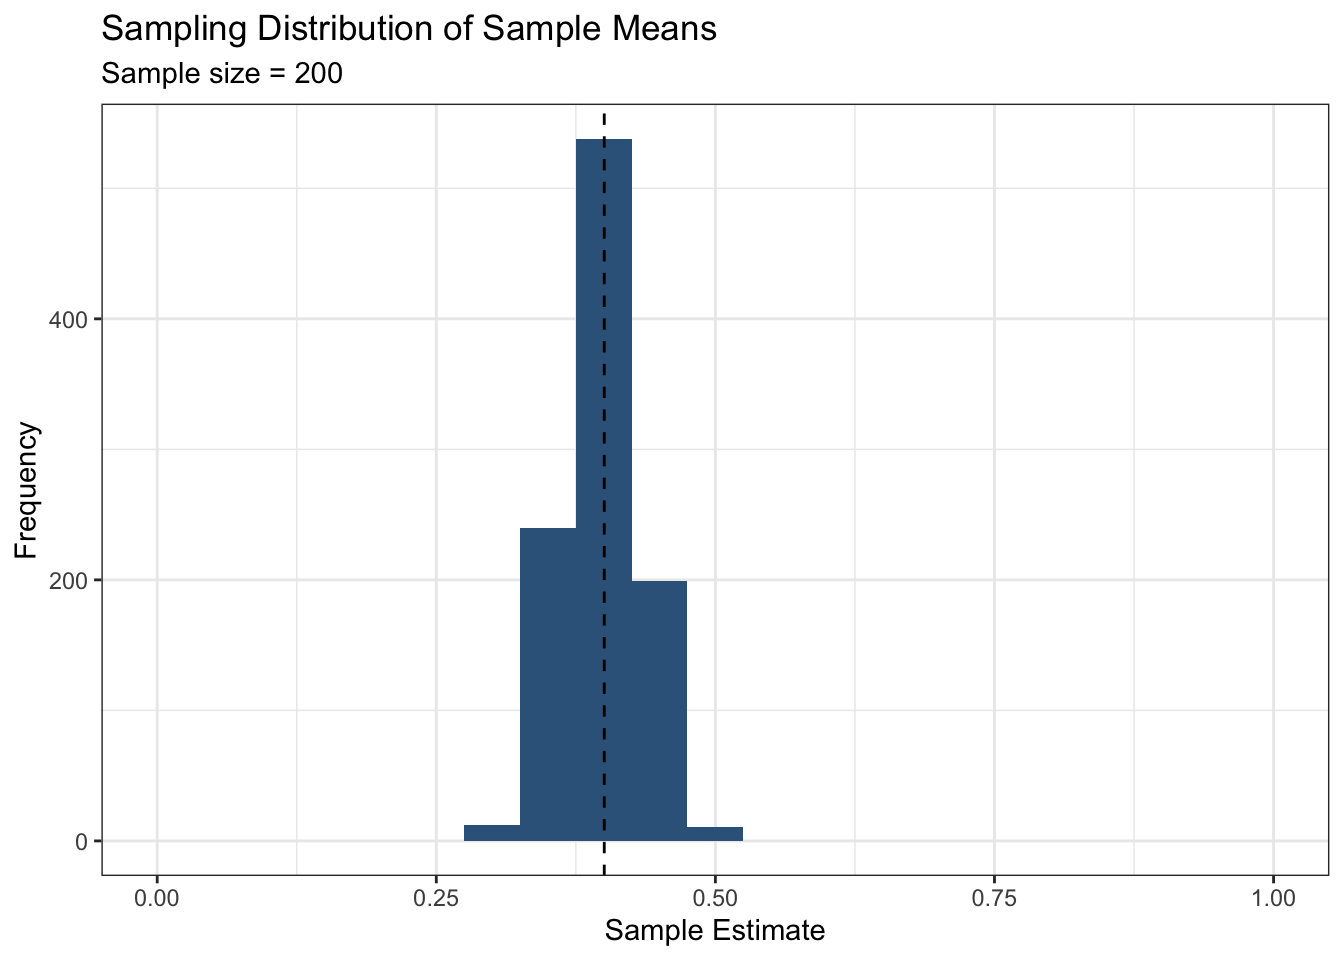 Sampling Distribution of Sample Means
Sample size = 200
Frequency
400
200
0
0.00 0.25 0.50 0.75 1.00
Sample Estimate